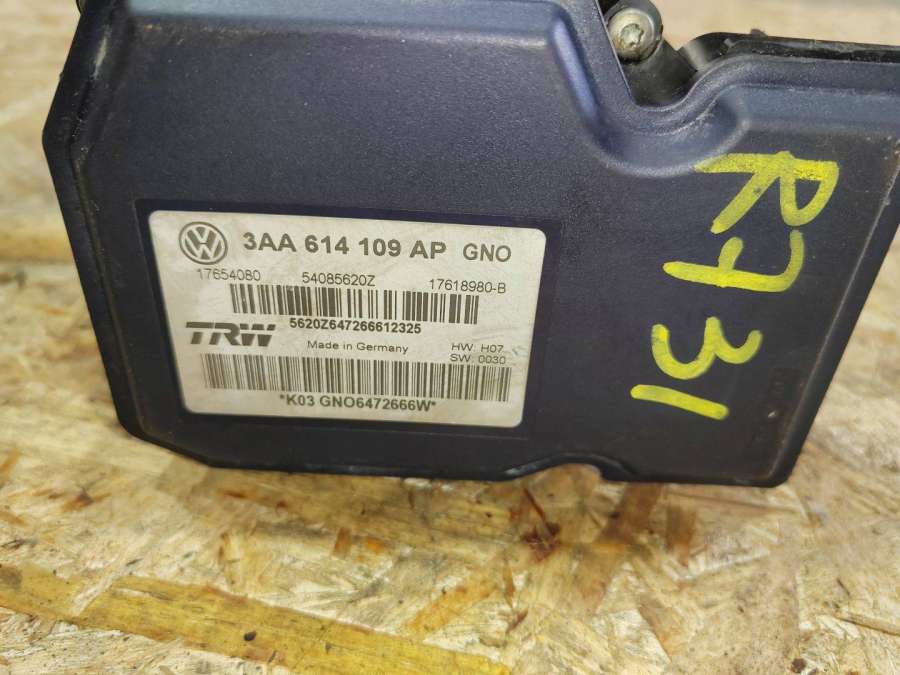 VW 3AA 614 109 AP GNO
17654080 54085620Z 17618980-B
5620Z647266612325
TRW Made in Germany HW: H07
SW: 0030
*K03 GNO6472666W*
R731